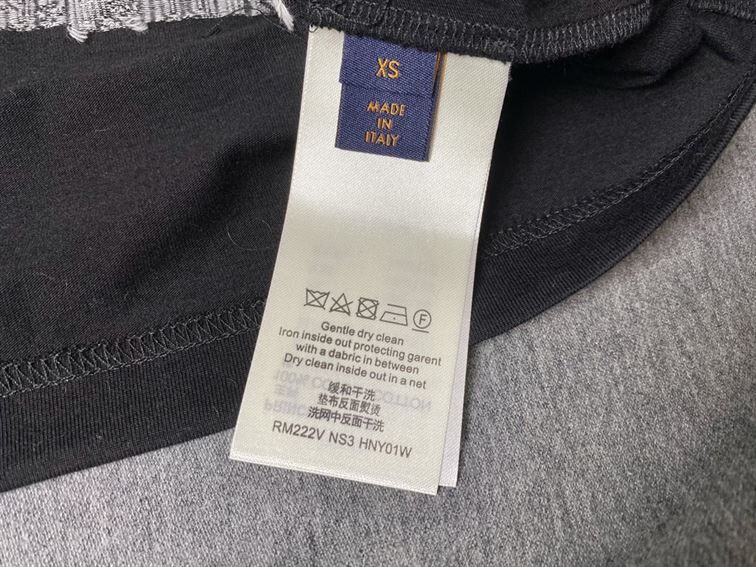 XS
MADE
IN
ITALY
Gentle dry clean
Iron inside out protecting garent
with a dabric in between
Dry clean inside out in a net
缓和干洗
垫布反面熨烫
洗网中反面干洗
RM222V NS3 HNY01W